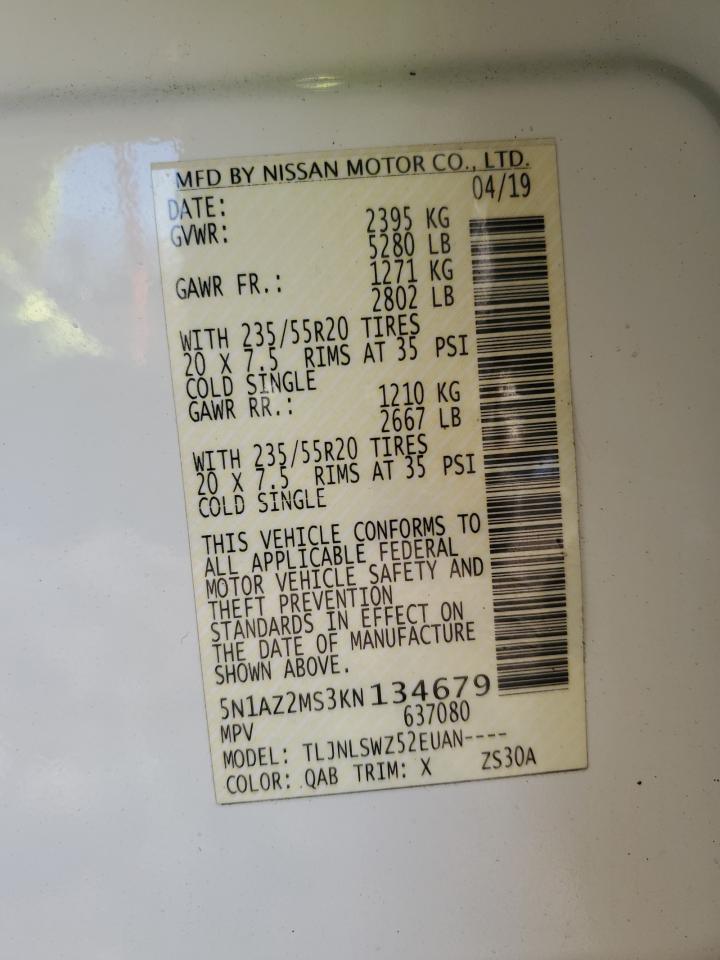 MFD BY NISSAN MOTOR CO., LTD.
DATE: 04/19
GVWR: 2395 KG
5280 LB
GAWR FR.: 1271 KG
2802 LB
WITH 235/55R20 TIRES
20 X 7.5 RIMS AT 35 PSI
COLD SINGLE
GAWR RR.: 1210 KG
2667 LB
WITH 235/55R20 TIRES
20 X 7.5 RIMS AT 35 PSI
COLD SINGLE
THIS VEHICLE CONFORMS TO
ALL APPLICABLE FEDERAL
MOTOR VEHICLE SAFETY AND
THEFT PREVENTION
STANDARDS IN EFFECT ON
THE DATE OF MANUFACTURE
SHOWN ABOVE.
5N1AZ2MS3KN134679
MPV 637080
MODEL: TLJNLSWZ52EUAN----
COLOR: QAB TRIM: X ZS30A